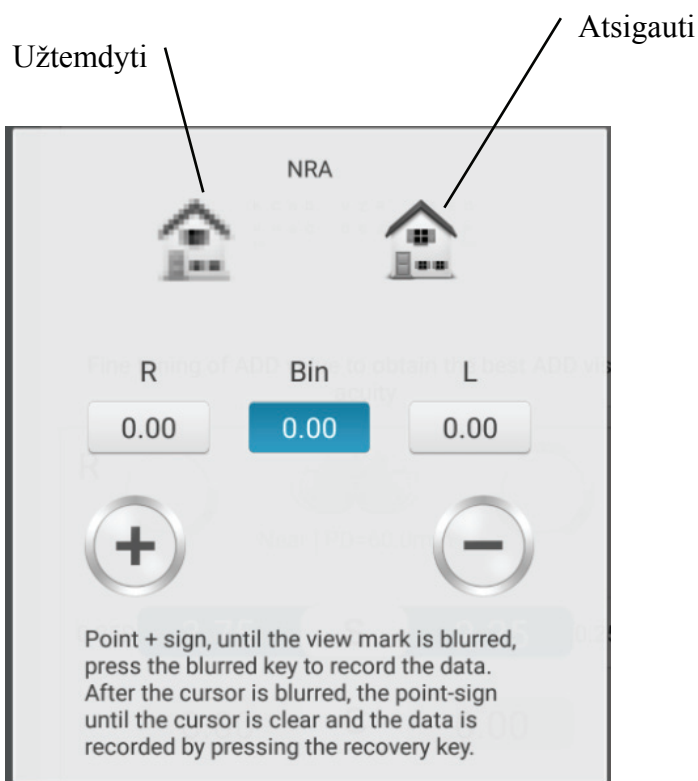 Užtemdyti
Atsigauti
NRA
R Bin L
0.00 0.00 0.00
Point + sign, until the view mark is blurred,
press the blurred key to record the data.
After the cursor is blurred, the point-sign
until the cursor is clear and the data is
recorded by pressing the recovery key.